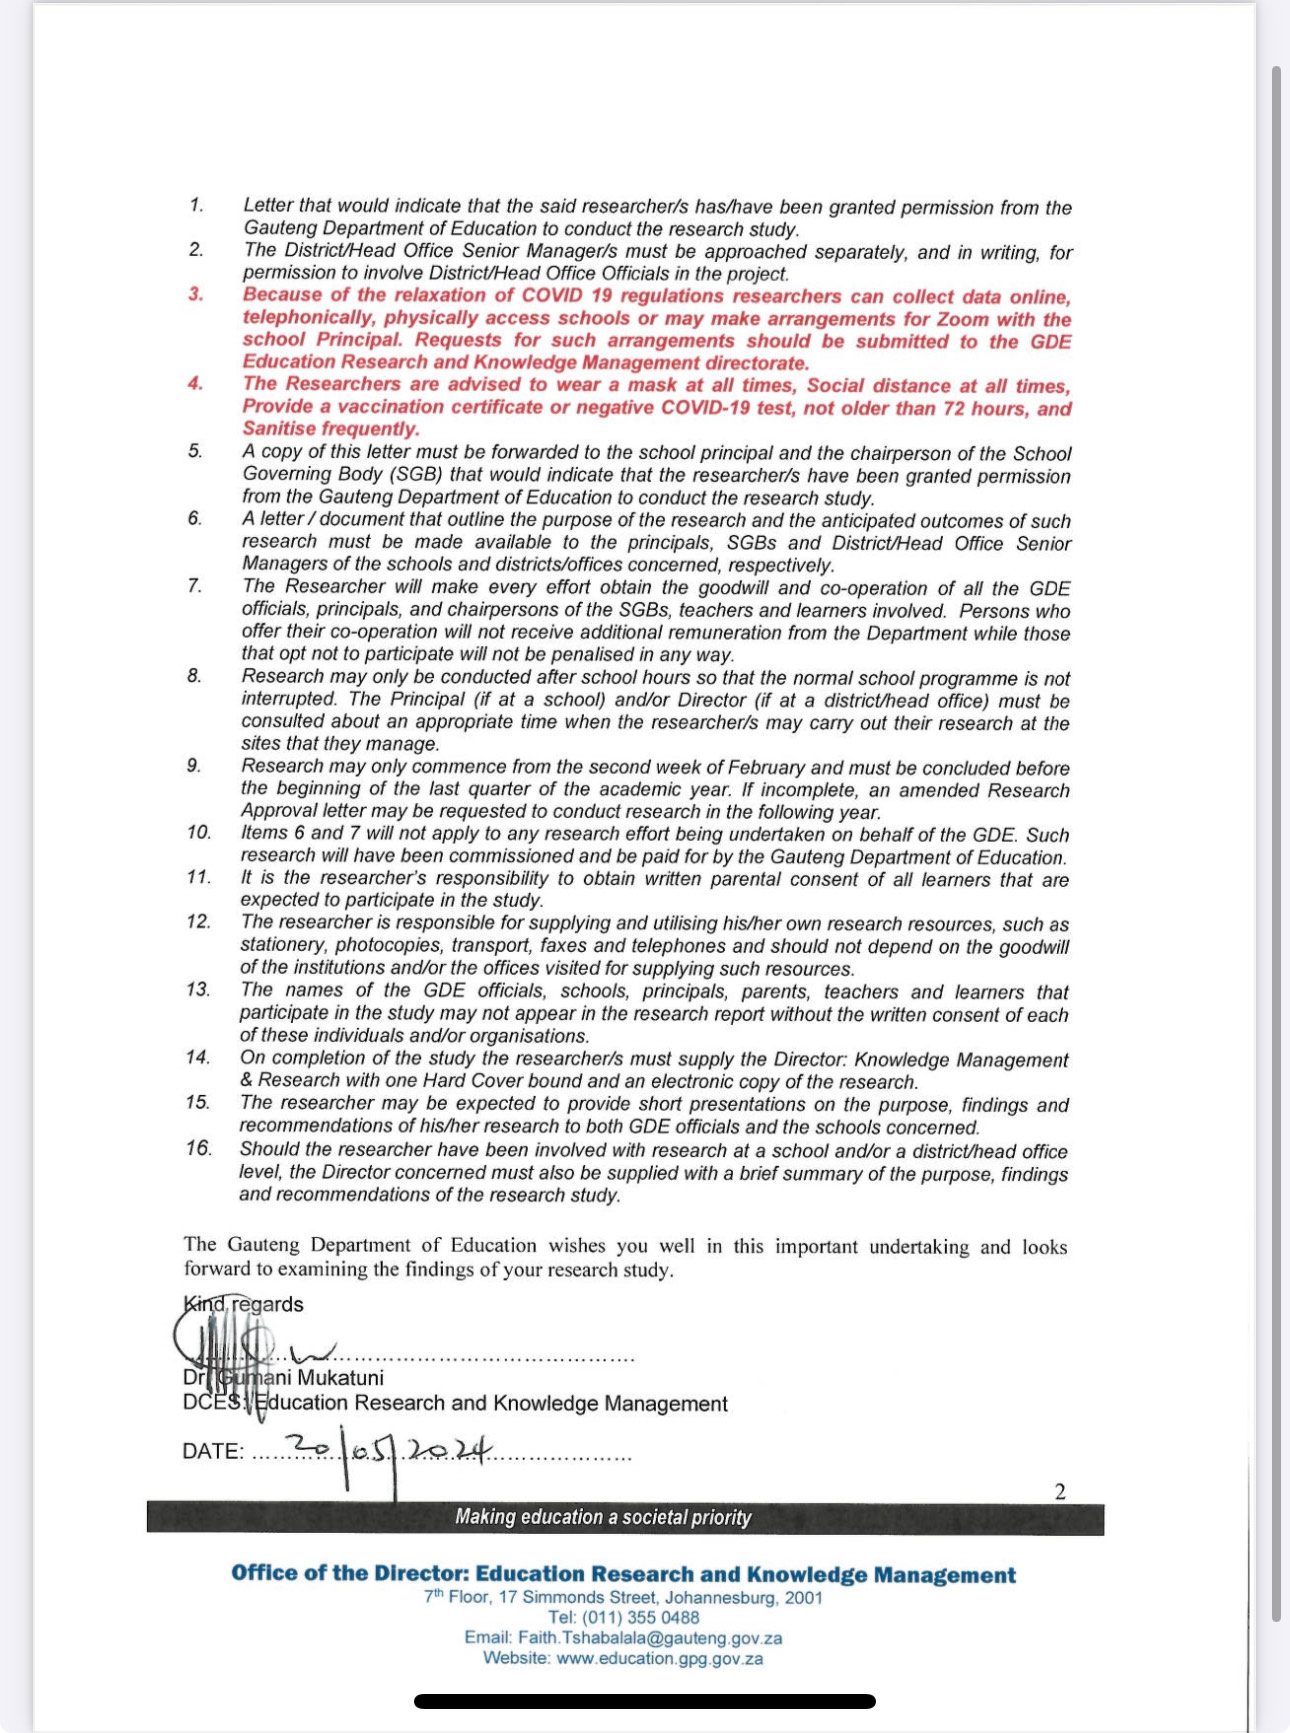 1. Letter that would indicate that the said researcher/s has/have been granted permission from the
Gauteng Department of Education to conduct the research study.
2. The District/Head Office Senior Manager/s must be approached separately, and in writing, for
permission to involve District/Head Office Officials in the project.
3. Because of the relaxation of COVID 19 regulations researchers can collect data online,
telephonically, physically access schools or may make arrangements for Zoom with the
school Principal. Requests for such arrangements should be submitted to the GDE
Education Research and Knowledge Management directorate.
4. The Researchers are advised to wear a mask at all times, Social distance at all times,
Provide a vaccination certificate or negative COVID-19 test, not older than 72 hours, and
Sanitise frequently.
5. A copy of this letter must be forwarded to the school principal and the chairperson of the School
Governing Body (SGB) that would indicate that the researcher/s have been granted permission
from the Gauteng Department of Education to conduct the research study.
6. A letter / document that outline the purpose of the research and the anticipated outcomes of such
research must be made available to the principals, SGBs and District/Head Office Senior
Managers of the schools and districts/offices concerned, respectively.
7. The Researcher will make every effort obtain the goodwill and co-operation of all the GDE
officials, principals, and chairpersons of the SGBs, teachers and learners involved. Persons who
offer their co-operation will not receive additional remuneration from the Department while those
that opt not to participate will not be penalised in any way.
8. Research may only be conducted after school hours so that the normal school programme is not
interrupted. The Principal (if at a school) and/or Director (if at a district/head office) must be
consulted about an appropriate time when the researcher/s may carry out their research at the
sites that they manage.
9. Research may only commence from the second week of February and must be concluded before
the beginning of the last quarter of the academic year. If incomplete, an amended Research
Approval letter may be requested to conduct research in the following year.
10. Items 6 and 7 will not apply to any research effort being undertaken on behalf of the GDE. Such
research will have been commissioned and be paid for by the Gauteng Department of Education.
11. It is the researcher's responsibility to obtain written parental consent of all learners that are
expected to participate in the study.
12. The researcher is responsible for supplying and utilising his/her own research resources, such as
stationery, photocopies, transport, faxes and telephones and should not depend on the goodwill
of the institutions and/or the offices visited for supplying such resources.
13. The names of the GDE officials, schools, principals, parents, teachers and learners that
participate in the study may not appear in the research report without the written consent of each
of these individuals and/or organisations.
14. On completion of the study the researcher/s must supply the Director: Knowledge Management
& Research with one Hard Cover bound and an electronic copy of the research.
15. The researcher may be expected to provide short presentations on the purpose, findings and
recommendations of his/her research to both GDE officials and the schools concerned.
16. Should the researcher have been involved with research at a school and/or a district/head office
level, the Director concerned must also be supplied with a brief summary of the purpose, findings
and recommendations of the research study.
The Gauteng Department of Education wishes you well in this important undertaking and looks
forward to examining the findings of your research study.
Kind regards
Dr Gumani Mukatuni
DCES: Education Research and Knowledge Management
DATE: 20/05/2024
2
Making education a societal priority
Office of the Director: Education Research and Knowledge Management
7th Floor, 17 Simmonds Street, Johannesburg, 2001
Tel: (011) 355 0488
Email: Faith.Tshabalala@gauteng.gov.za
Website: www.education.gpg.gov.za